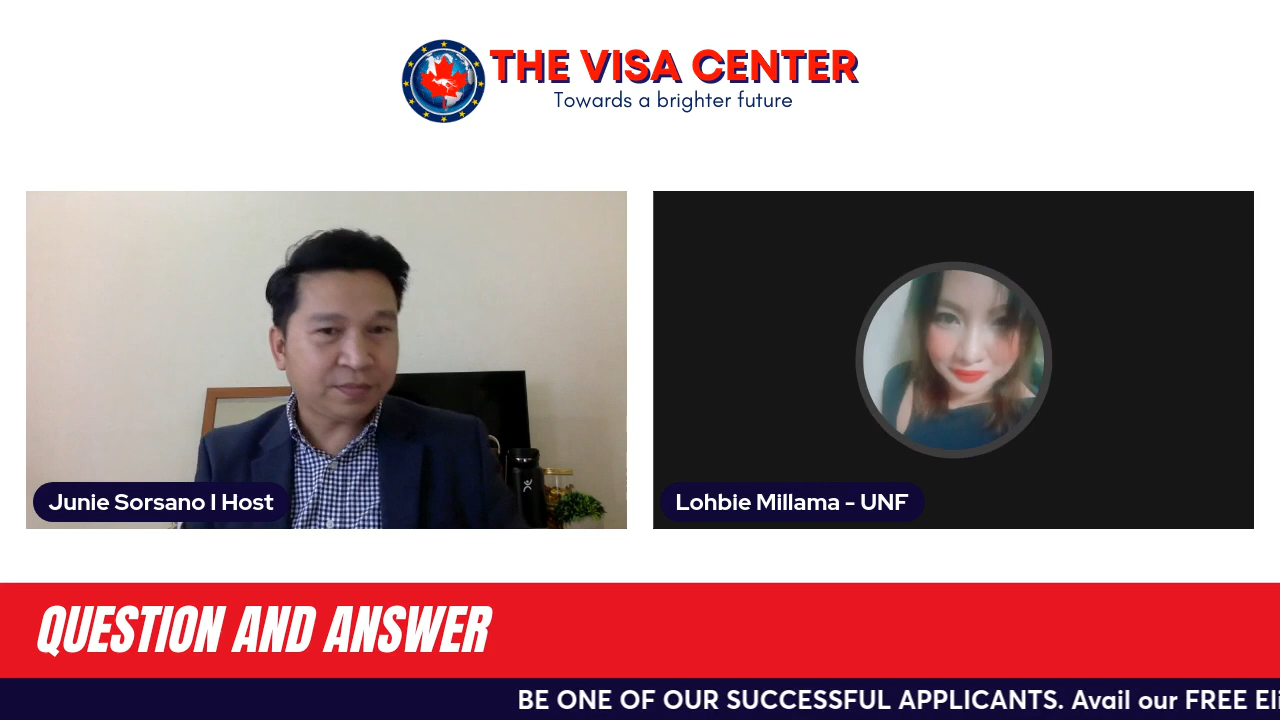 THE VISA CENTER
Towards a brighter future
Junie Sorsano I Host
Lohbie Millama - UNF
QUESTION AND ANSWER
BE ONE OF OUR SUCCESSFUL APPLICANTS. Avail our FREE